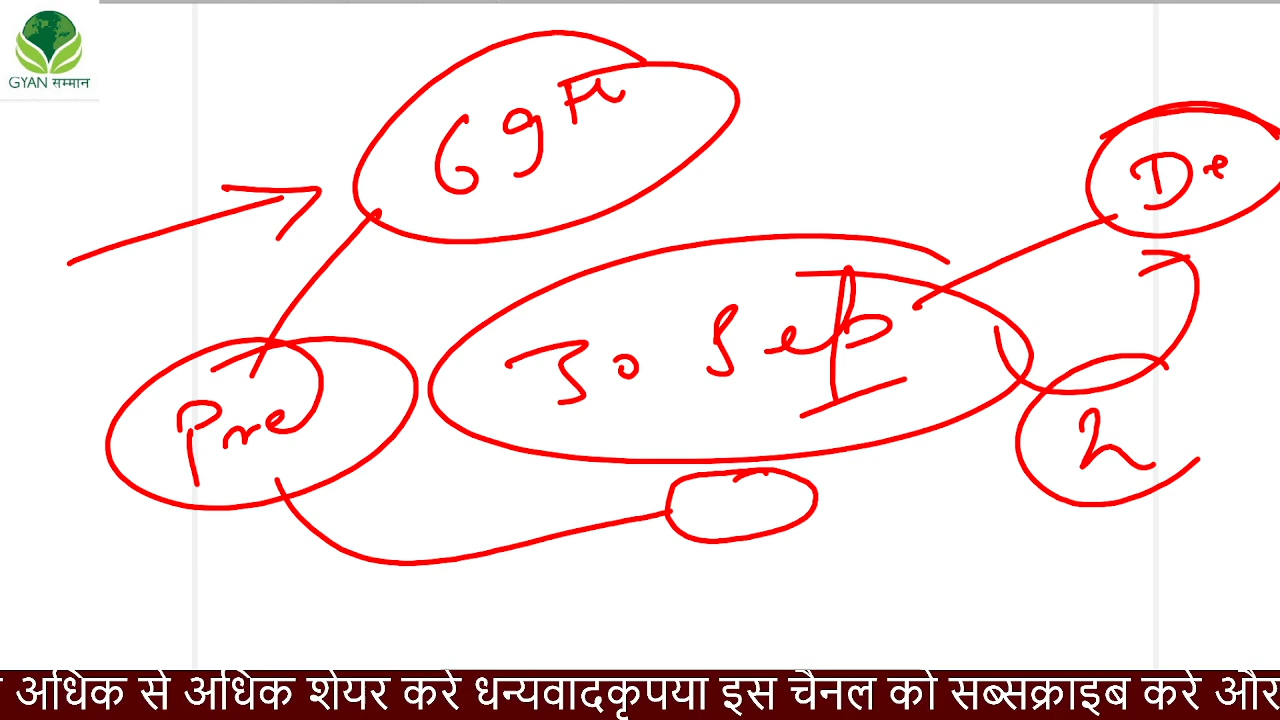 GYAN सम्मान
69th
De
30 Sep
Pre
2
अधिक से अधिक शेयर करे धन्यवादकृपया इस चैनल को सब्सक्राइब करे और